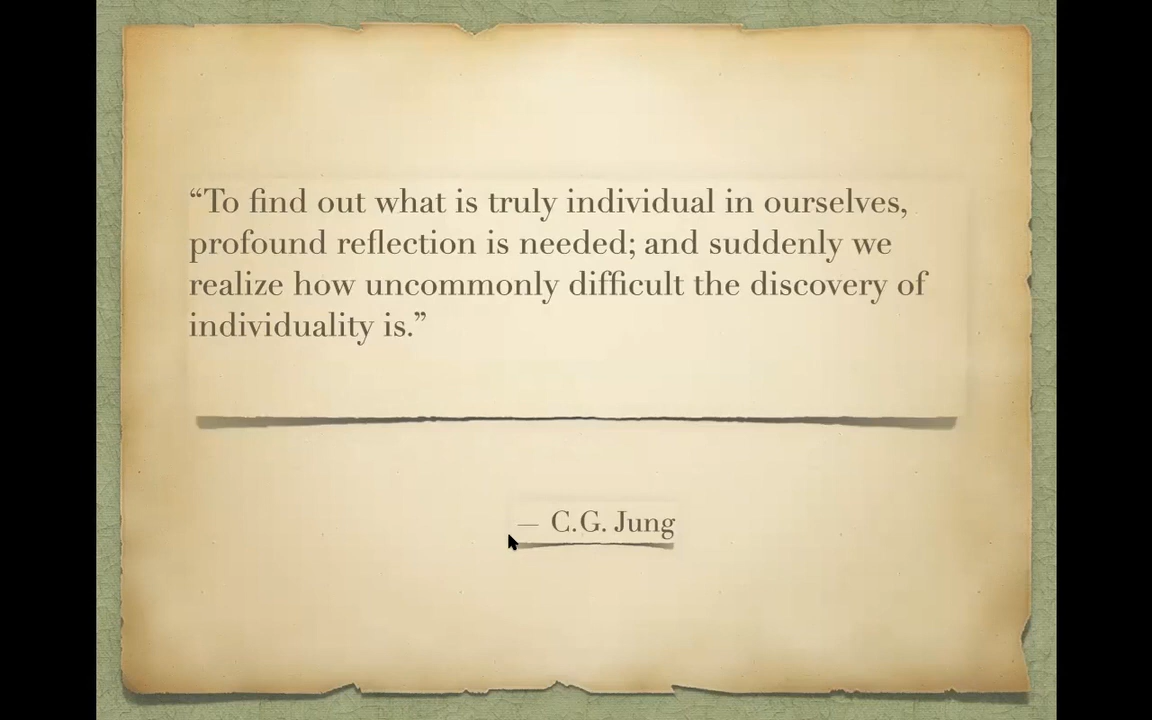 “To find out what is truly individual in ourselves,
profound reflection is needed; and suddenly we
realize how uncommonly difficult the discovery of
individuality is.”
— C.G. Jung